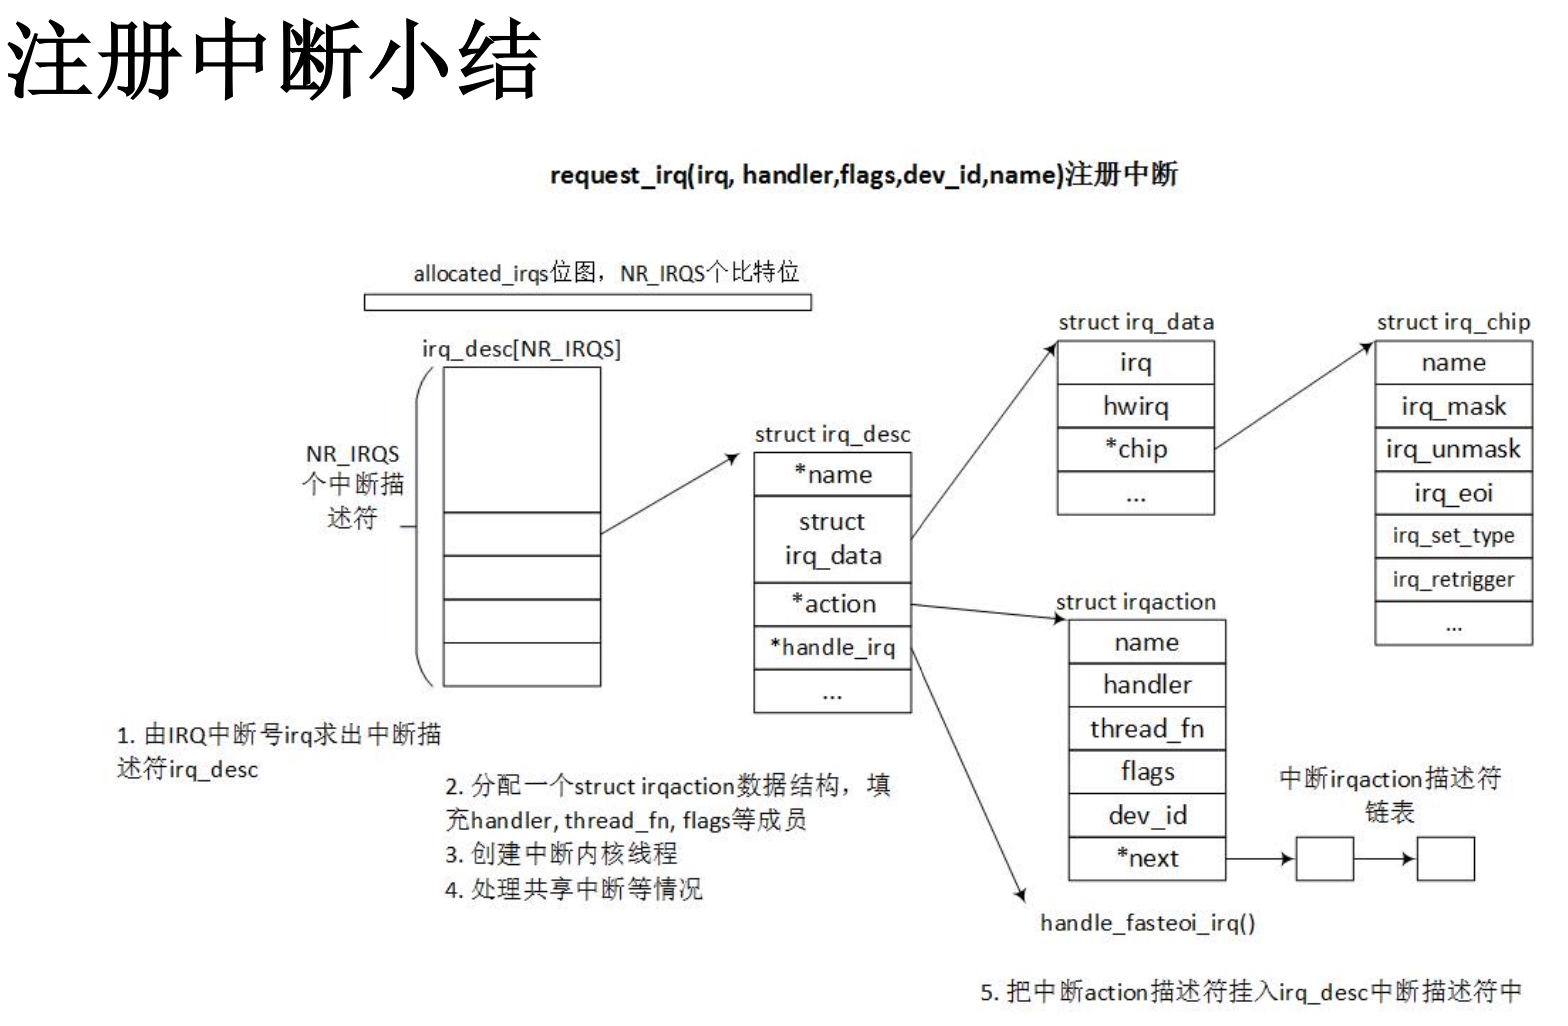 注册中断小结
request_irq(irq, handler,flags,dev_id,name)注册中断
allocated_irqs位图，NR_IRQS个比特位
irq_desc[NR_IRQS]
NR_IRQS
个中断描
述符
struct irq_desc
*name
struct
irq_data
*action
*handle_irq
...
struct irq_data
irq
hwirq
*chip
...
struct irq_chip
name
irq_mask
irq_unmask
irq_eoi
irq_set_type
irq_retrigger
...
struct irqaction
name
handler
thread_fn
flags
dev_id
*next
中断irqaction描述符
链表
handle_fasteoi_irq()
1. 由IRQ中断号irq求出中断描
述符irq_desc
2. 分配一个struct irqaction数据结构，填
充handler, thread_fn, flags等成员
3. 创建中断内核线程
4. 处理共享中断等情况
5. 把中断action描述符挂入irq_desc中断描述符中